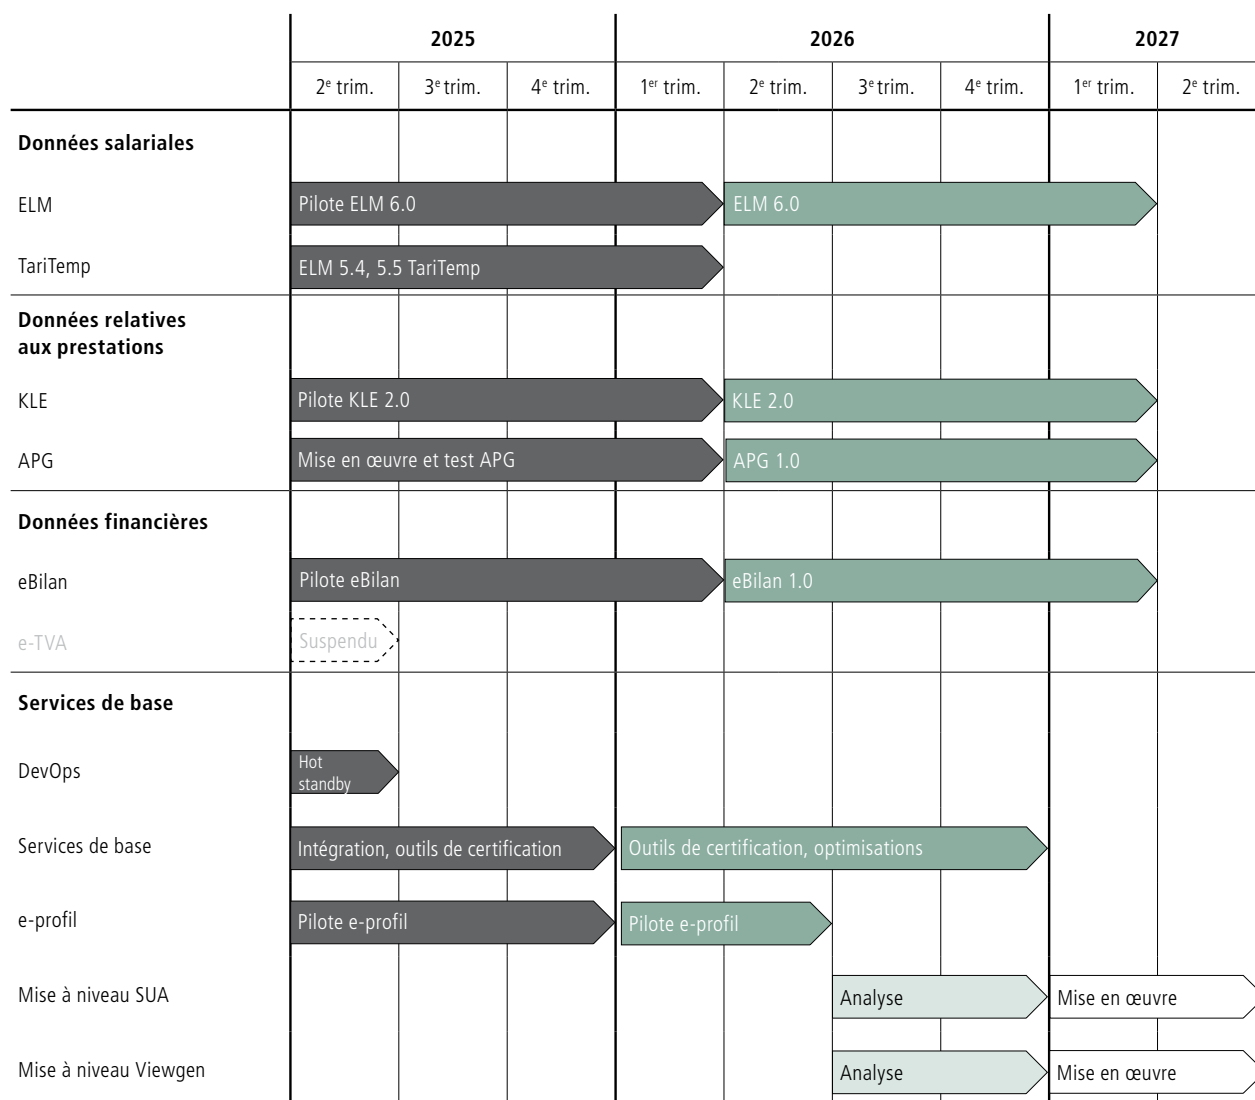 2025 2026 2027
2e trim. 3e trim. 4e trim. 1er trim. 2e trim. 3e trim. 4e trim. 1er trim. 2e trim.
Données salariales
ELM Pilote ELM 6.0 ELM 6.0
TariTemp ELM 5.4, 5.5 TariTemp
Données relatives
aux prestations
KLE Pilote KLE 2.0 KLE 2.0
APG Mise en œuvre et test APG APG 1.0
Données financières
eBilan Pilote eBilan eBilan 1.0
e-TVA Suspendu
Services de base
DevOps Hot
standby
Services de base Intégration, outils de certification Outils de certification, optimisations
e-profil Pilote e-profil Pilote e-profil
Mise à niveau SUA Analyse Mise en œuvre
Mise à niveau Viewgen Analyse Mise en œuvre